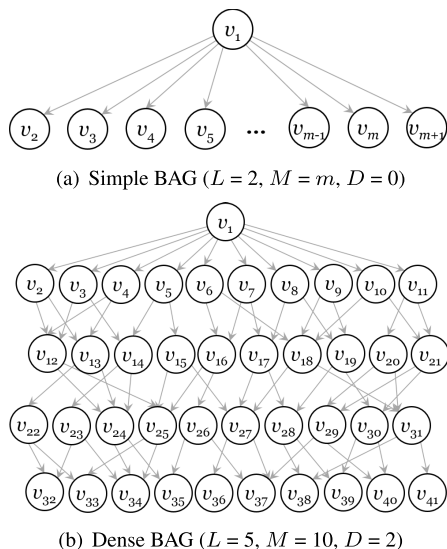 v₁
v₂ v₃ v₄ v₅ ... vₘ₋₁ vₘ vₘ₊₁
(a) Simple BAG (L = 2, M = m, D = 0)
v₁
v₂ v₃ v₄ v₅ v₆ v₇ v₈ v₉ v₁₀ v₁₁
v₁₂ v₁₃ v₁₄ v₁₅ v₁₆ v₁₇ v₁₈ v₁₉ v₂₀ v₂₁
v₂₂ v₂₃ v₂₄ v₂₅ v₂₆ v₂₇ v₂₈ v₂₉ v₃₀ v₃₁
v₃₂ v₃₃ v₃₄ v₃₅ v₃₆ v₃₇ v₃₈ v₃₉ v₄₀ v₄₁
(b) Dense BAG (L = 5, M = 10, D = 2)